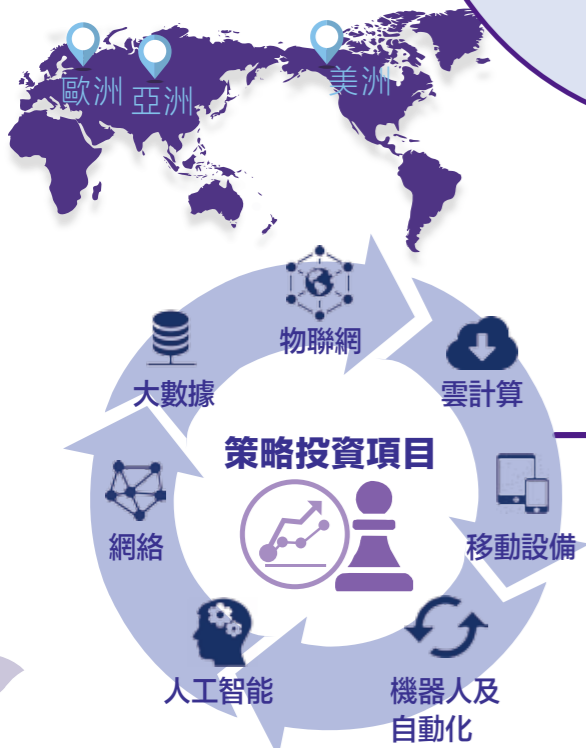 歐洲
亞洲
美洲
物聯網
大數據
雲計算
策略投資項目
網絡
移動設備
人工智能
機器人及
自動化